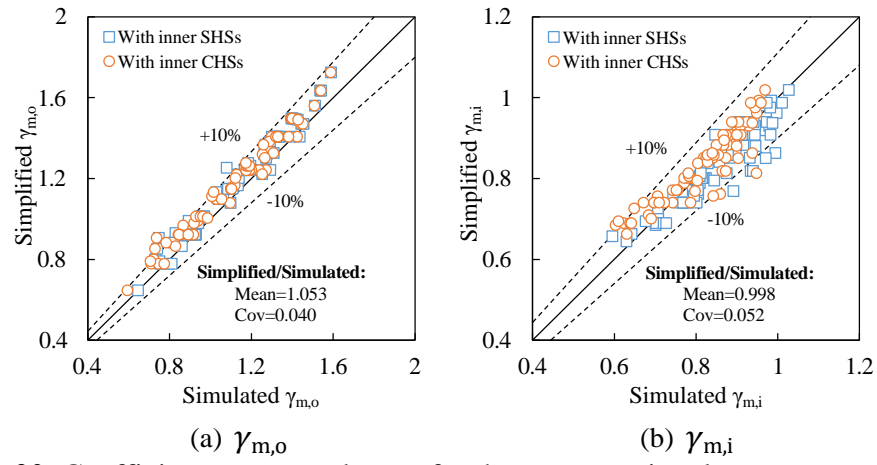 2
1.6
1.2
0.8
0.4
Simplified γm,o
With inner SHSs
With inner CHSs
+10%
-10%
Simplified/Simulated:
Mean=1.053
Cov=0.040
0.4 0.8 1.2 1.6 2
Simulated γm,o
(a) γm,o
1.2
1
0.8
0.6
0.4
Simplified γm,i
With inner SHSs
With inner CHSs
+10%
-10%
Simplified/Simulated:
Mean=0.998
Cov=0.052
0.4 0.6 0.8 1 1.2
Simulated γm,i
(b) γm,i